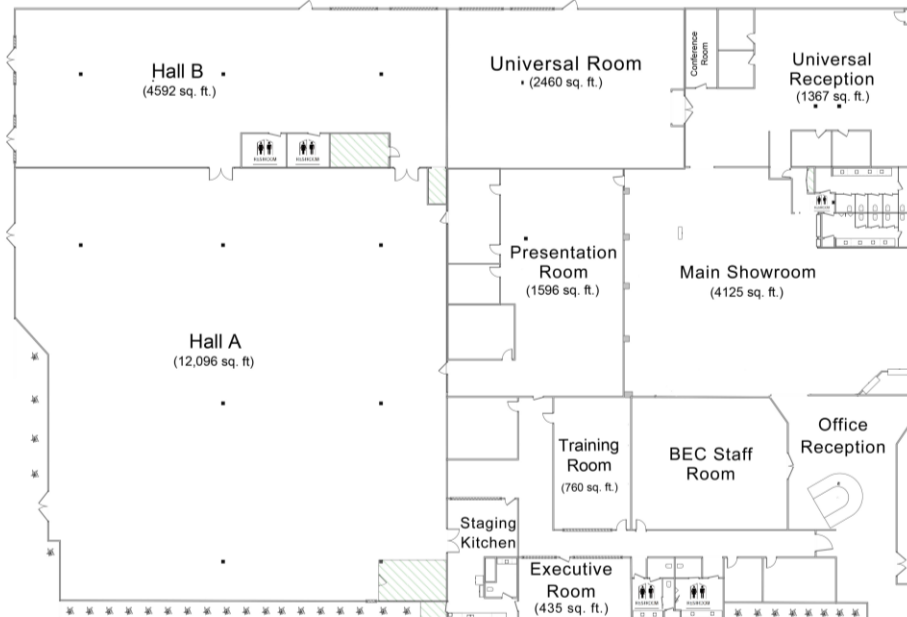 Hall B
(4592 sq. ft.)
Universal Room
(2460 sq. ft.)
Conference
Room
Universal
Reception
(1367 sq. ft.)
Hall A
(12,096 sq. ft)
Presentation
Room
(1596 sq. ft.)
Main Showroom
(4125 sq. ft.)
Training
Room
(760 sq. ft.)
BEC Staff
Room
Office
Reception
Staging
Kitchen
Executive
Room
(435 sq. ft.)